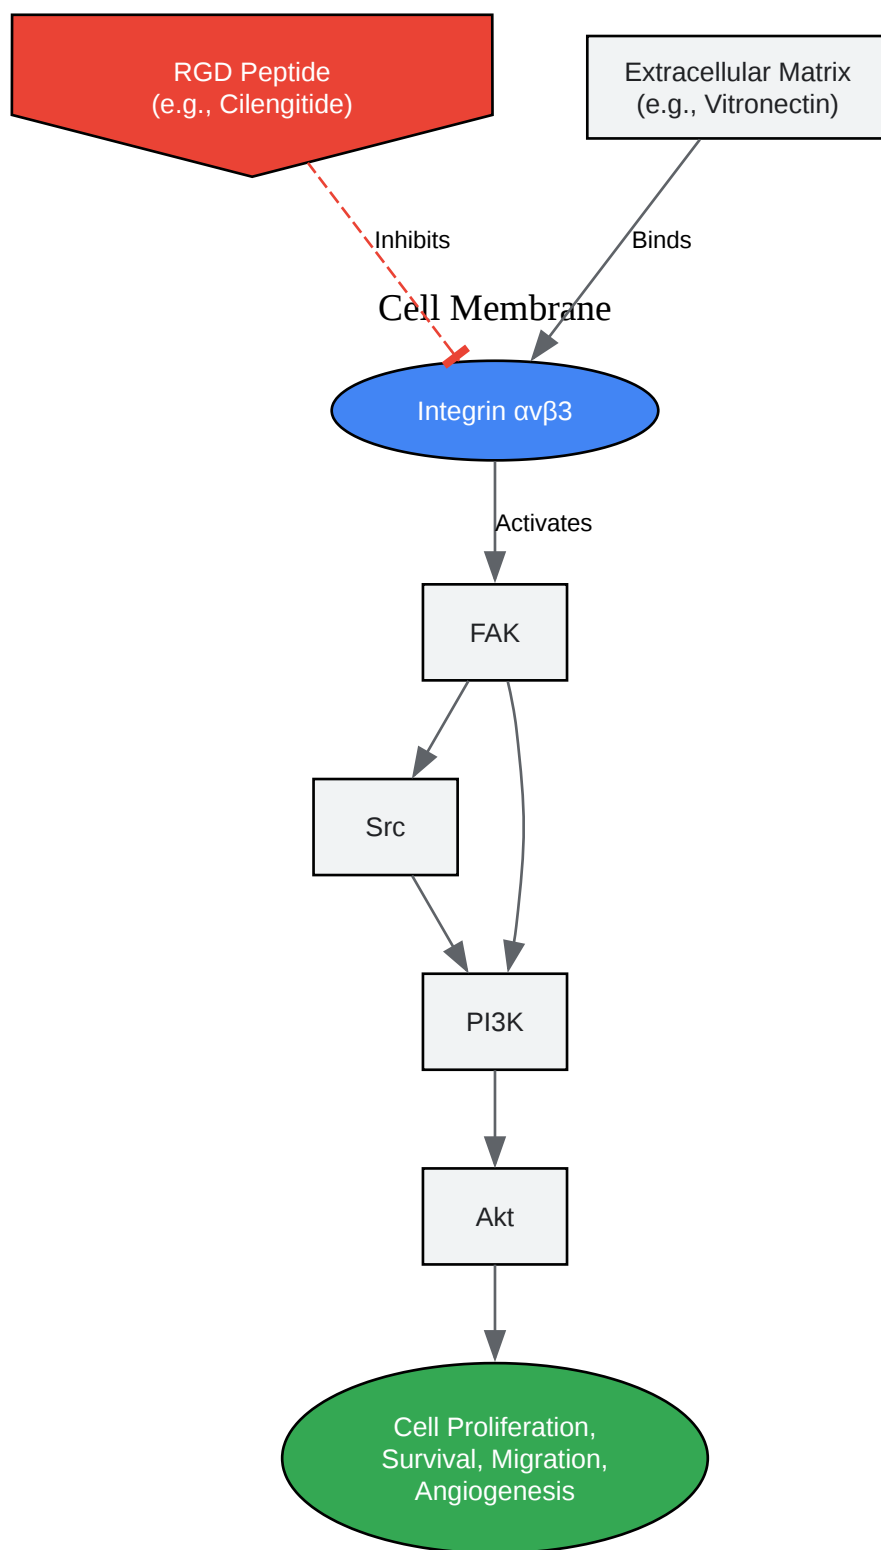 RGD Peptide
(e.g., Cilengitide)
Extracellular Matrix
(e.g., Vitronectin)
Inhibits
Binds
Cell Membrane
Integrin αvβ3
Activates
FAK
Src
PI3K
Akt
Cell Proliferation,
Survival, Migration,
Angiogenesis